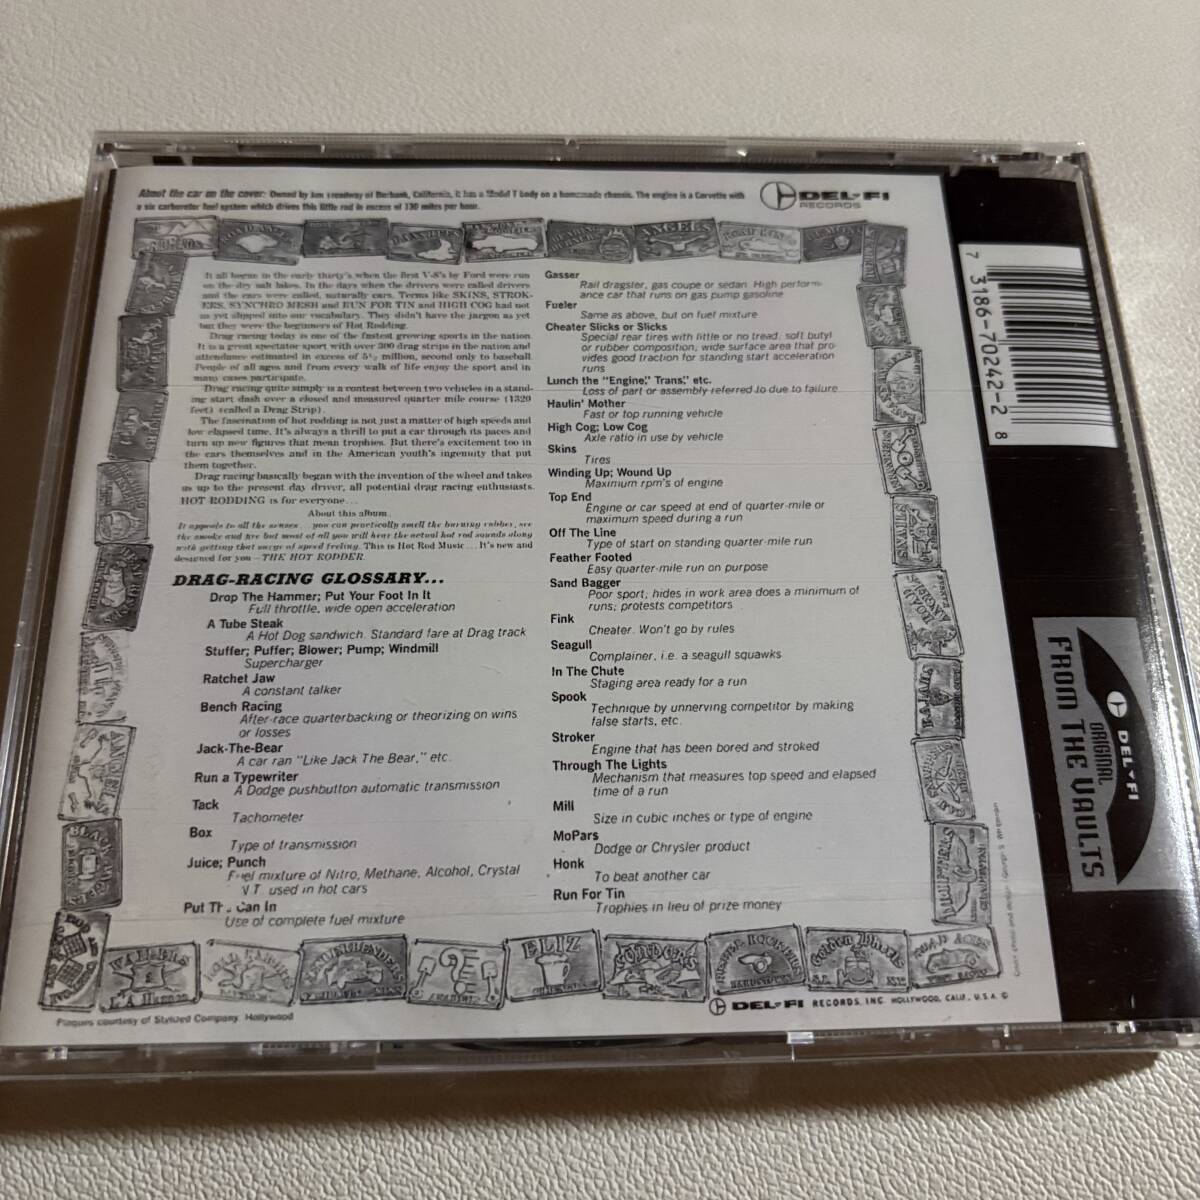 About the car on the cover: Owned by Jim Treadway of Burbank, California, it has a Model T body on a homemade chassis. The engine is a Corvette with
a six carburetor fuel system which drives this little rod in excess of 130 miles per hour.
DEL-FI
RECORDS
It all began in the early thirty's when the first V-8's by Ford were run
on the dry salt lakes. In the days when the drivers were called drivers
and the cars were called, naturally cars. Terms like SKINS, STROK-
ERS, SYNCHRO MESH and RUN FOR TIN and HIGH COG had not
as yet slipped into our vocabulary. They didn't have the jargon as yet
but they were the beginners of Hot Rodding.
Drag racing today is one of the fastest growing sports in the nation
It is a great spectator sport with over 300 drag strips in the nation and
attendance estimated in excess of 5½ million, second only to baseball
People of all ages and from every walk of life enjoy the sport and in
many cases participate.
Drag racing quite simply is a contest between two vehicles in a stand-
ing start dash over a closed and measured quarter mile course (1320
feet) (called a Drag Strip).
The fascination of hot rodding is not just a matter of high speeds and
low elapsed time. It's always a thrill to put a car through its paces and
turn up new figures that mean trophies. But there's excitement too in
the cars themselves and in the American youth's ingenuity that put
them together.
Drag racing basically began with the invention of the wheel and takes
us up to the present day driver, all potential drag racing enthusiasts.
HOT RODDING is for everyone...
About this album.
It appeals to all the senses... you can practically smell the burning rubber, see
the smoke and fire but most of all you will hear the actual hot rod sounds along
with getting that surge of speed feeling. This is Hot Rod Music... It's new and
designed for you - THE HOT RODDER
DRAG-RACING GLOSSARY...
Drop The Hammer; Put Your Foot In It
Full throttle, wide open acceleration
A Tube Steak
A Hot Dog sandwich. Standard fare at Drag track
Stuffer; Puffer; Blower; Pump; Windmill
Supercharger
Ratchet Jaw
A constant talker
Bench Racing
After-race quarterbacking or theorizing on wins
or losses
Jack-The-Bear
A car ran "Like Jack The Bear," etc.
Run a Typewriter
A Dodge pushbutton automatic transmission
Tack
Tachometer
Box
Type of transmission
Juice; Punch
Fuel mixture of Nitro, Methane, Alcohol, Crystal
V.T. used in hot cars
Put The Can In
Use of complete fuel mixture
Gasser
Rail dragster, gas coupe or sedan. High perform-
ance car that runs on gas pump gasoline
Fueler
Same as above, but on fuel mixture
Cheater Slicks or Slicks
Special rear tires with little or no tread, soft butyl
or rubber composition, wide surface area that pro-
vides good traction for standing start acceleration
runs
Lunch the "Engine," Trans," etc.
Loss of part or assembly referred to due to failure
Haulin' Mother
Fast or top running vehicle
High Cog; Low Cog
Axle ratio in use by vehicle
Skins
Tires
Winding Up; Wound Up
Maximum rpm's of engine
Top End
Engine or car speed at end of quarter-mile or
maximum speed during a run
Off The Line
Type of start on standing quarter-mile run
Feather Footed
Easy quarter-mile run on purpose
Sand Bagger
Poor sport; hides in work area does a minimum of
runs; protests competitors
Fink
Cheater. Won't go by rules
Seagull
Complainer, i.e. a seagull squawks
In The Chute
Staging area ready for a run
Spook
Technique by unnerving competitor by making
false starts, etc.
Stroker
Engine that has been bored and stroked
Through The Lights
Mechanism that measures top speed and elapsed
time of a run
Mill
Size in cubic inches or type of engine
MoPars
Dodge or Chrysler product
Honk
To beat another car
Run For Tin
Trophies in lieu of prize money
ANGELS
SNAILS
WAILERS
L.A.
ELIZ
CONDORS
Golden Wheels
ROAD ACES
Plaques courtesy of Stylized Company. Hollywood
DEL-FI RECORDS, INC. HOLLYWOOD, CALIF., U.S.A. ©
7 3186-70242-2 8
DEL-FI
ORIGINAL
FROM THE VAULTS